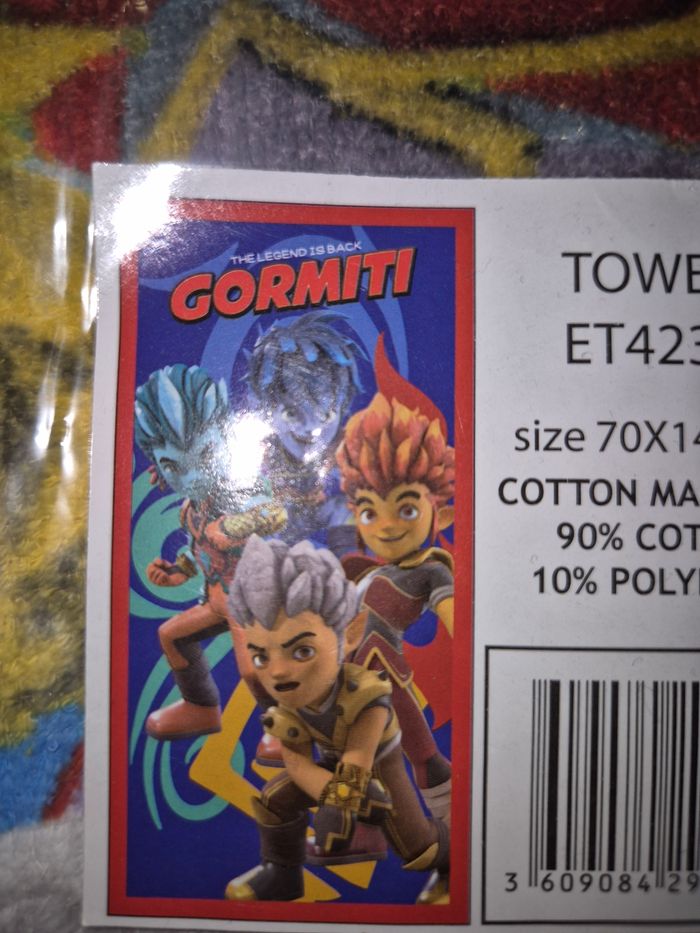 THE LEGEND IS BACK
GORMITI
TOWE
ET423
size 70X14
COTTON MA
90% COT
10% POLY
3 609084 29